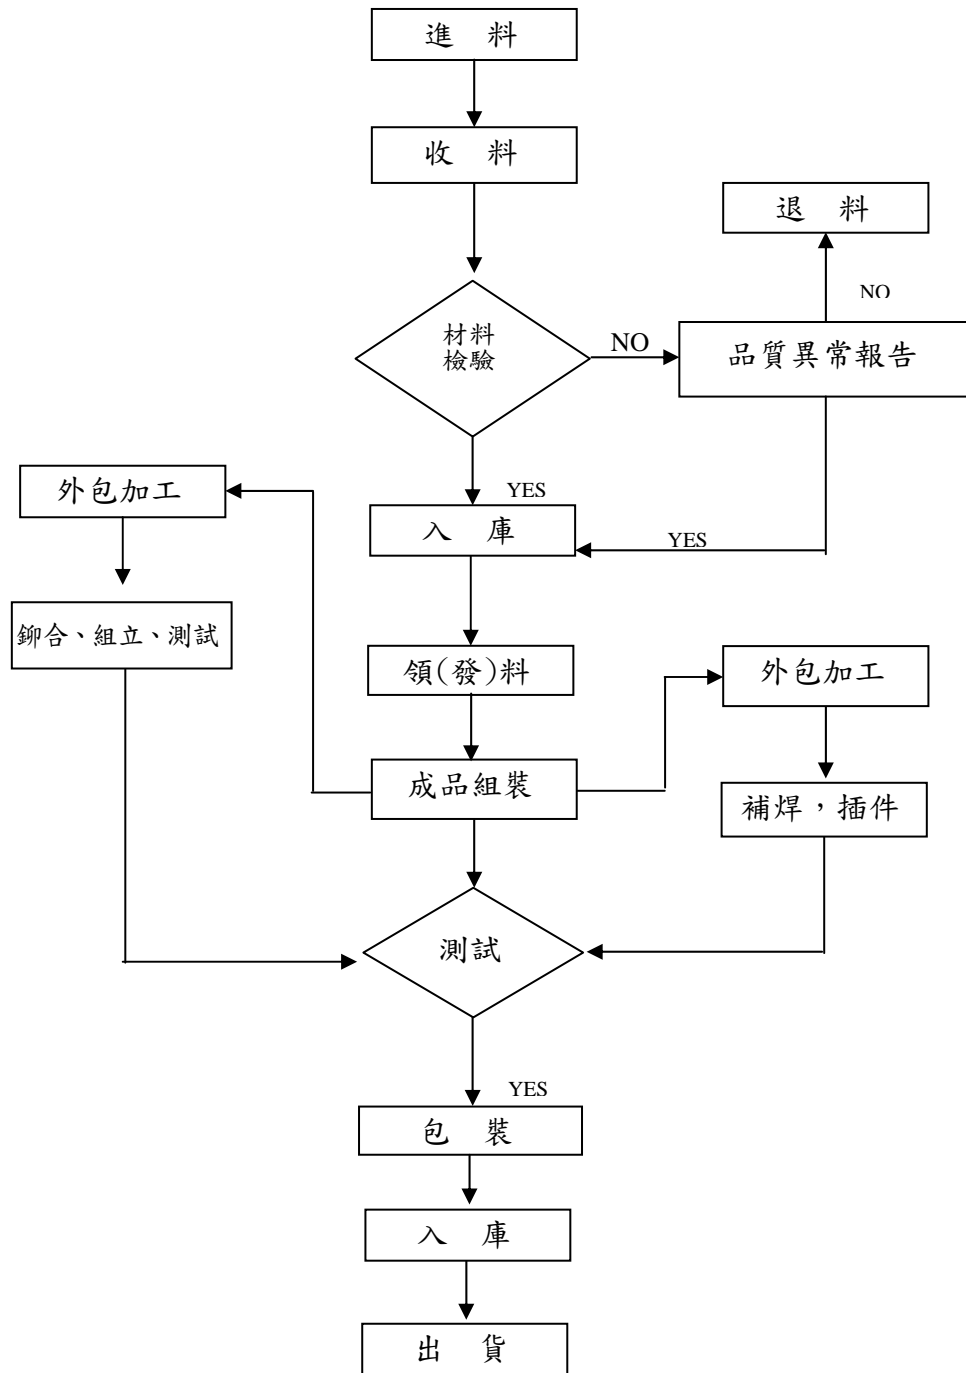 進 料
收 料
退 料
NO
材料
檢驗
NO
品質異常報告
外包加工
YES
入 庫
YES
鉚合、組立、測試
領(發)料
外包加工
成品組裝
補焊，插件
測試
YES
包 裝
入 庫
出 貨